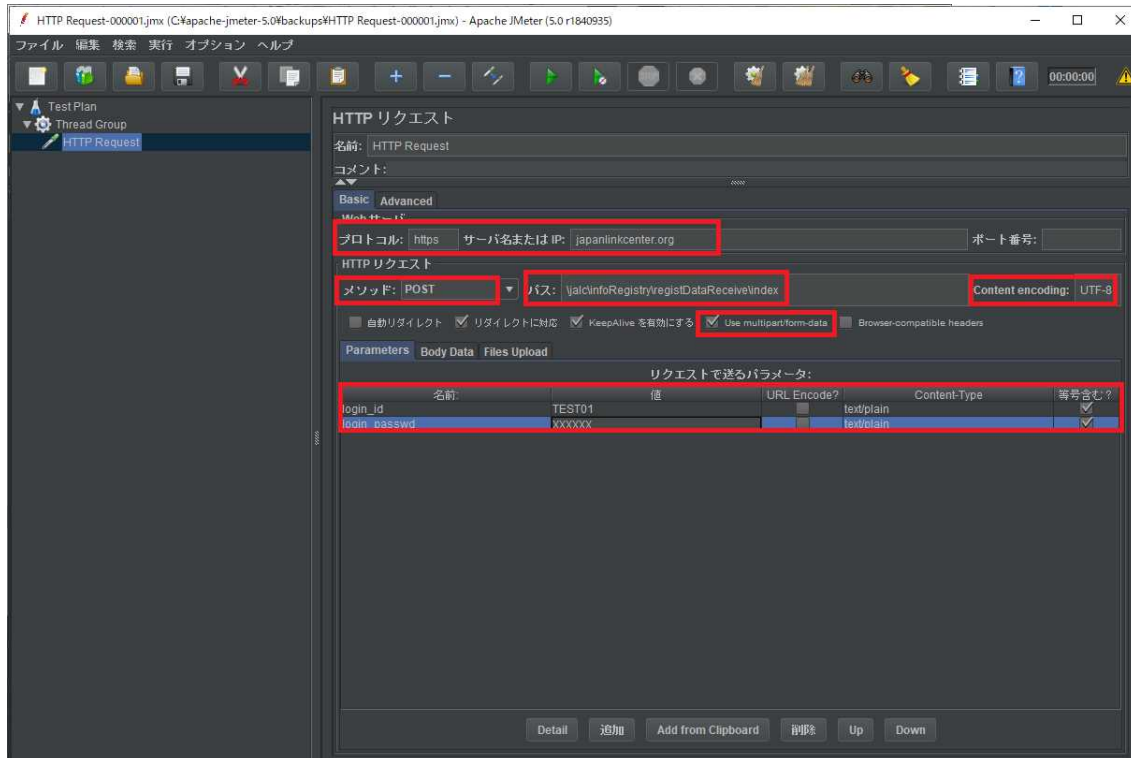 HTTP Request-000001.jmx (C:¥apache-jmeter-5.0¥backups¥HTTP Request-000001.jmx) - Apache JMeter (5.0 r1840935)
ファイル 編集 検索 実行 オプション ヘルプ
00:00:00
Test Plan
Thread Group
HTTP Request
HTTP リクエスト
名前: HTTP Request
コメント:
Basic Advanced
Web サーバ
プロトコル: https サーバ名または IP: japanlinkcenter.org ポート番号:
HTTP リクエスト
メソッド: POST パス: \jalc\infoRegistry\registDataReceive\index Content encoding: UTF-8
自動リダイレクト リダイレクトに対応 KeepAlive を有効にする Use multipart/form-data Browser-compatible headers
Parameters Body Data Files Upload
リクエストで送るパラメータ:
名前: 値 URL Encode? Content-Type 等号含む?
login_id TEST01 text/plain
login_passwd XXXXXX text/plain
Detail 追加 Add from Clipboard 削除 Up Down